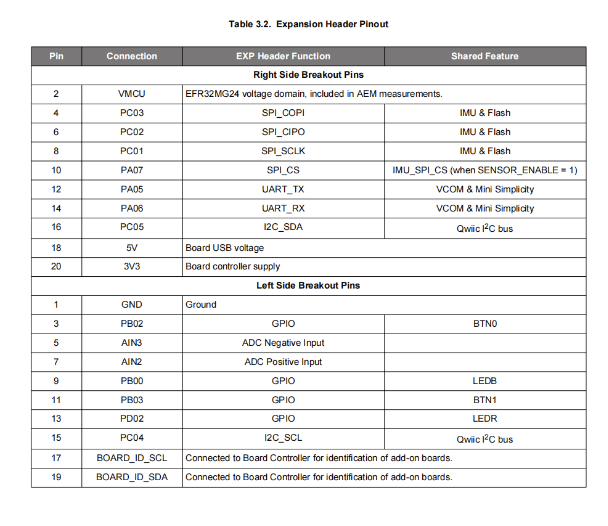 Table 3.2. Expansion Header Pinout
Pin Connection EXP Header Function Shared Feature
Right Side Breakout Pins
2 VMCU EFR32MG24 voltage domain, included in AEM measurements.
4 PC03 SPI_COPI IMU & Flash
6 PC02 SPI_CIPO IMU & Flash
8 PC01 SPI_SCLK IMU & Flash
10 PA07 SPI_CS IMU_SPI_CS (when SENSOR_ENABLE = 1)
12 PA05 UART_TX VCOM & Mini Simplicity
14 PA06 UART_RX VCOM & Mini Simplicity
16 PC05 I2C_SDA Qwiic I²C bus
18 5V Board USB voltage
20 3V3 Board controller supply
Left Side Breakout Pins
1 GND Ground
3 PB02 GPIO BTN0
5 AIN3 ADC Negative Input
7 AIN2 ADC Positive Input
9 PB00 GPIO LEDB
11 PB03 GPIO BTN1
13 PD02 GPIO LEDR
15 PC04 I2C_SCL Qwiic I²C bus
17 BOARD_ID_SCL Connected to Board Controller for identification of add-on boards.
19 BOARD_ID_SDA Connected to Board Controller for identification of add-on boards.